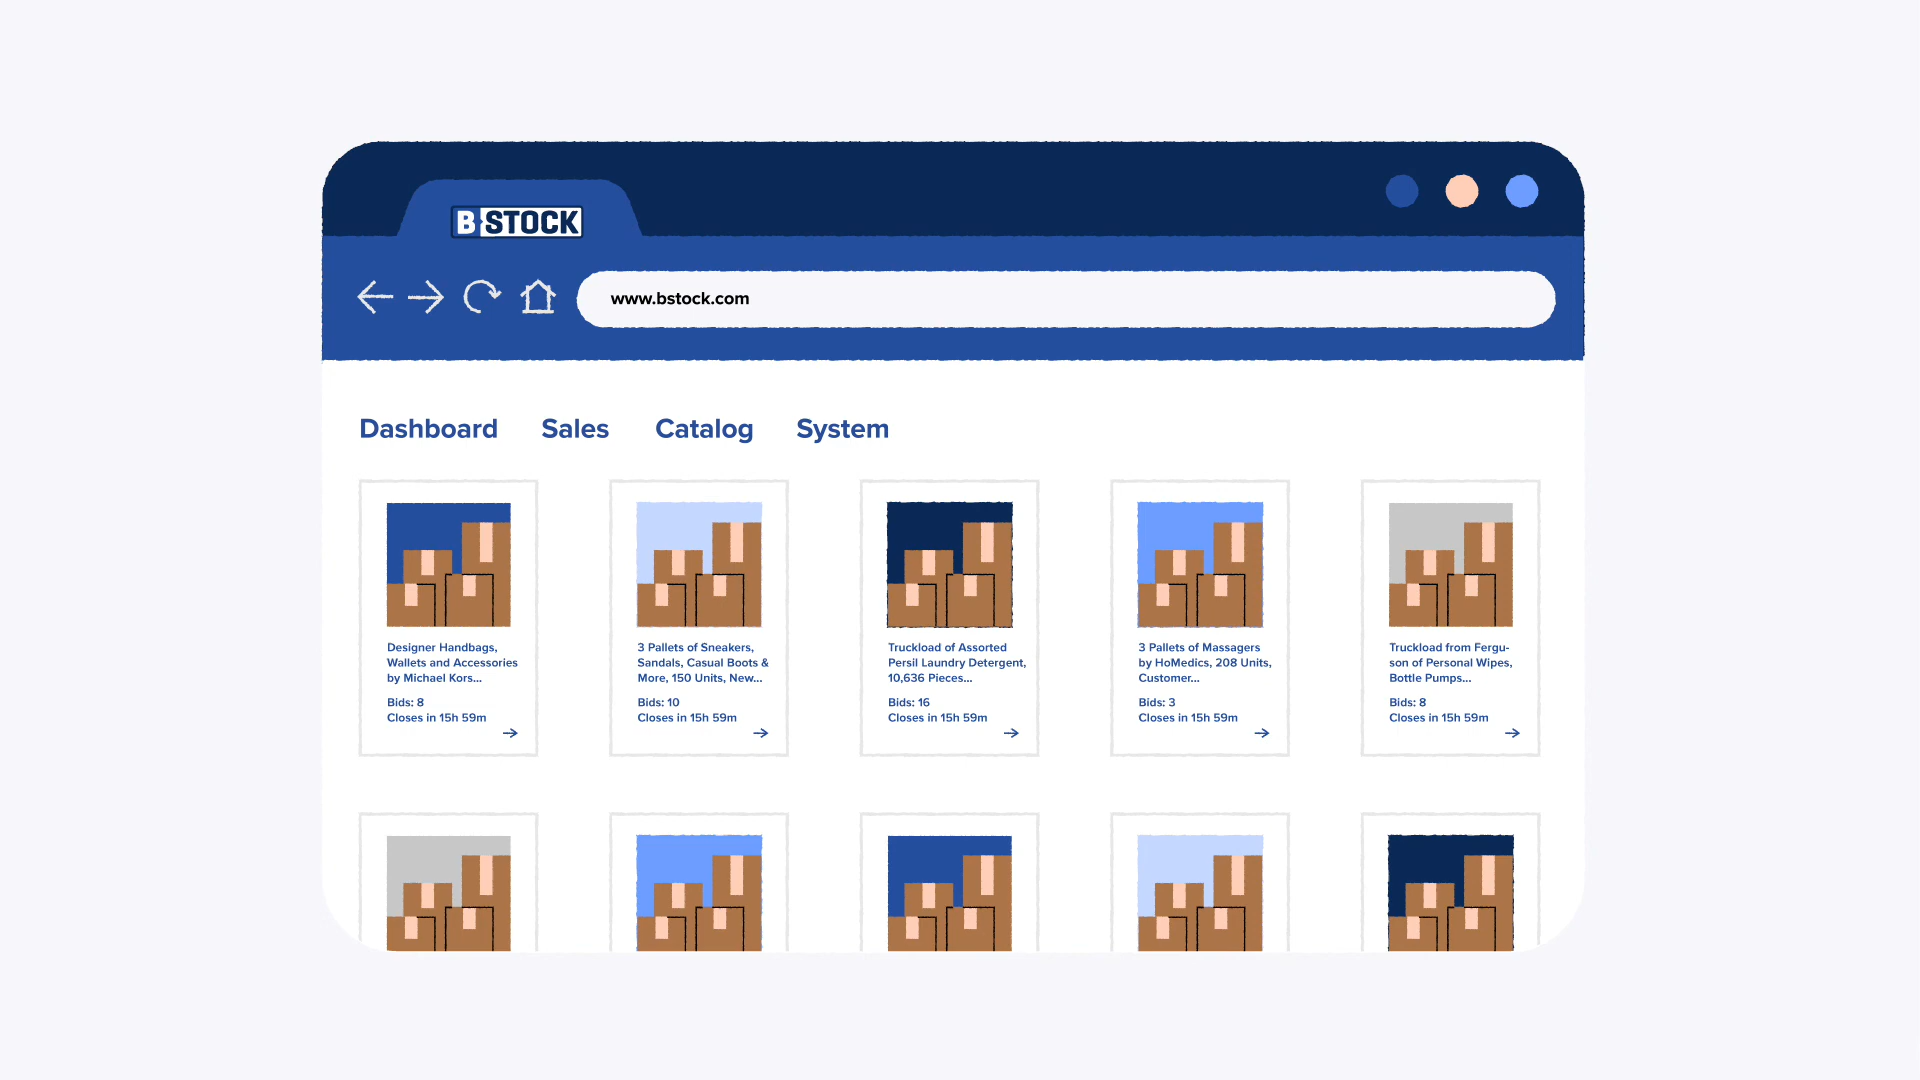 B-STOCK
www.bstock.com
Dashboard Sales Catalog System
Designer Handbags,
Wallets and Accessories
by Michael Kors...
Bids: 8
Closes in 15h 59m
3 Pallets of Sneakers,
Sandals, Casual Boots &
More, 150 Units, New...
Bids: 10
Closes in 15h 59m
Truckload of Assorted
Persil Laundry Detergent,
10,636 Pieces...
Bids: 16
Closes in 15h 59m
3 Pallets of Massagers
by HoMedics, 208 Units,
Customer...
Bids: 3
Closes in 15h 59m
Truckload from Fergu-
son of Personal Wipes,
Bottle Pumps...
Bids: 8
Closes in 15h 59m